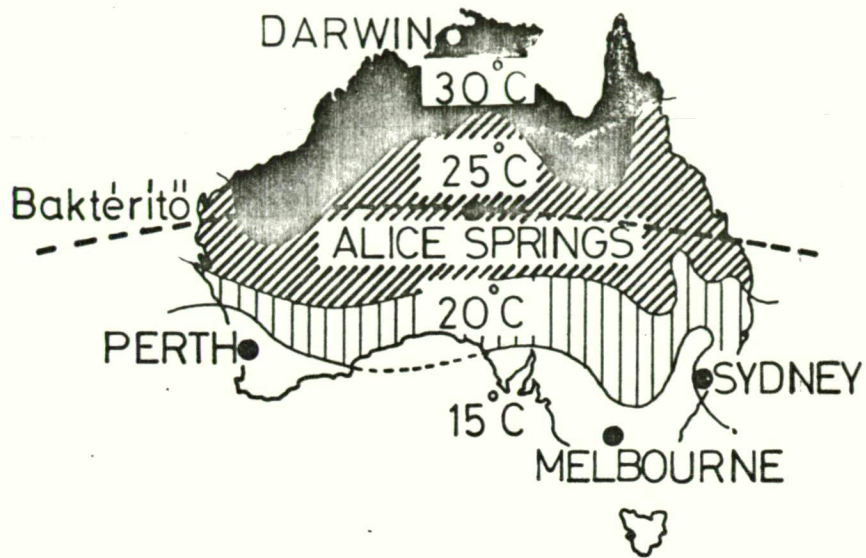 DARWIN
30°C
25°C
Baktérítő
ALICE SPRINGS
20°C
PERTH
SYDNEY
15°C
MELBOURNE